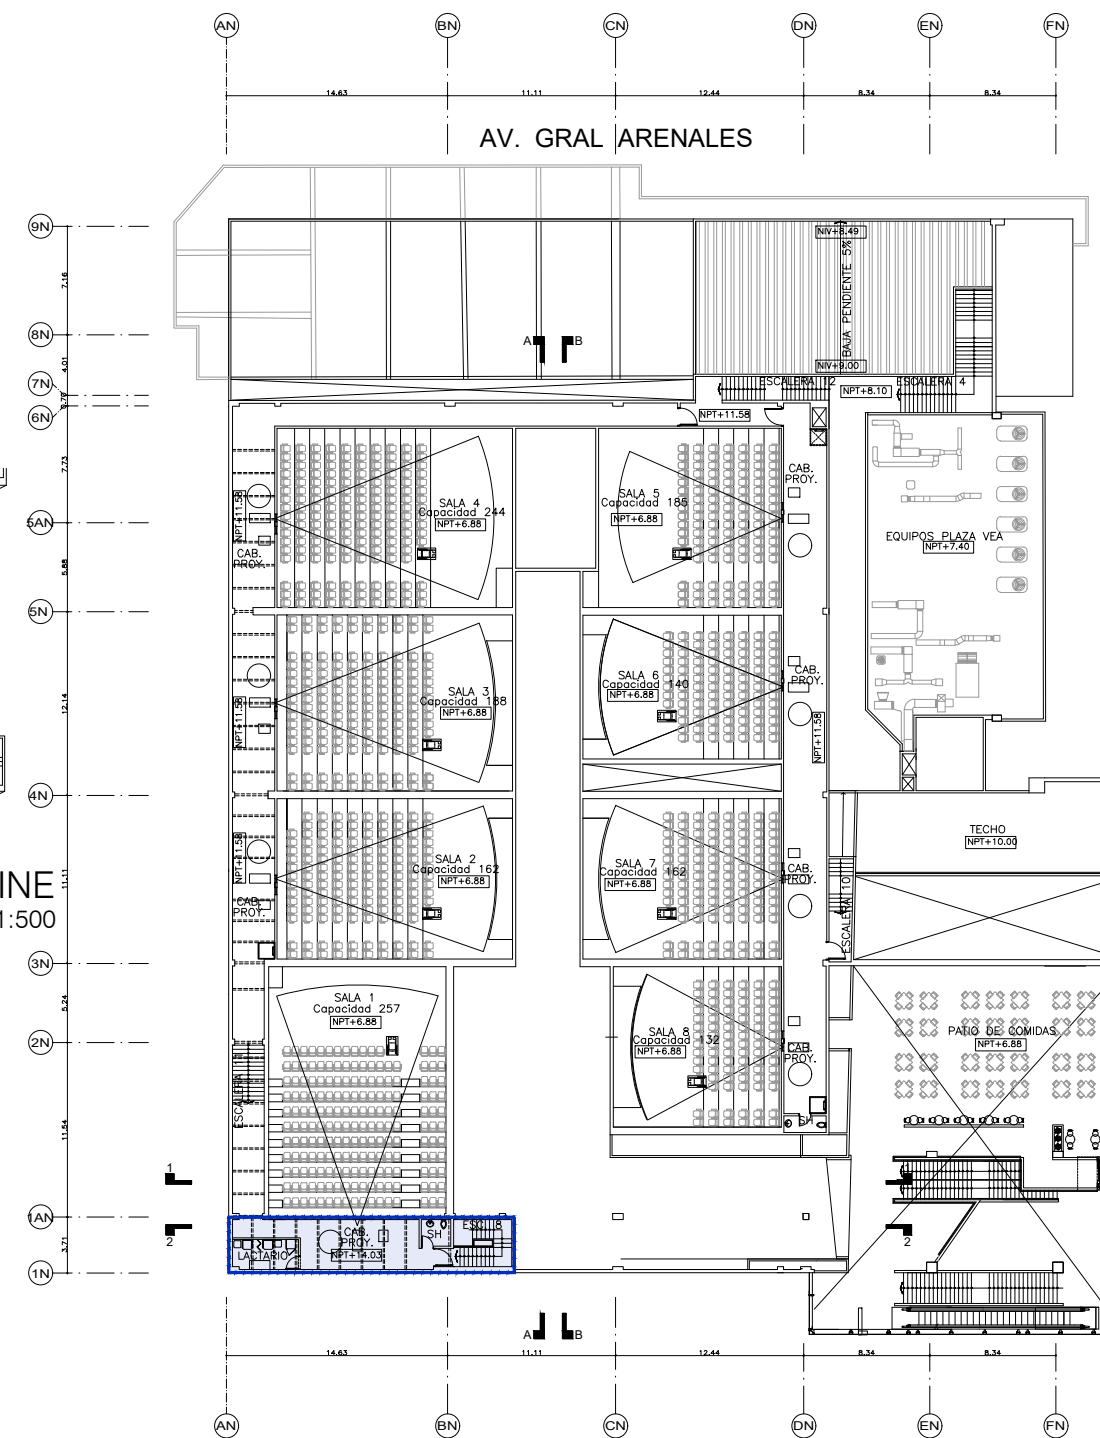 AN BN CN DN EN FN
14.63 11.11 12.44 8.34 8.34
AV. GRAL ARENALES
9N
7.16
8N
4.01
7N
6N
7.73
5AN
5.88
5N
12.14
4N
11.11
3N
5.24
2N
11.54
1AN
3.71
1N
NIV+8.49
BAJA PENDIENTE 5%
NIV+9.00
A B
ESCALERA 12
NPT+8.10
ESCALERA 4
NPT+11.58
CAB.
PROY.
SALA 4
Capacidad 244
NPT+6.88
SALA 5
Capacidad 185
NPT+6.88
NPT+11.58
CAB.
PROY.
EQUIPOS PLAZA VEA
NPT+7.40
SALA 3
Capacidad 188
NPT+6.88
SALA 6
Capacidad 140
NPT+6.88
NPT+11.58
CAB.
PROY.
NPT+11.58
SALA 2
Capacidad 162
NPT+6.88
SALA 7
Capacidad 162
NPT+6.88
NPT+11.58
CAB.
PROY.
CAB.
PROY.
TECHO
NPT+10.00
ESCALERA 10
INE
1:500
SALA 1
Capacidad 257
NPT+6.88
SALA 8
Capacidad 132
NPT+6.88
CAB.
PROY.
SH
PATIO DE COMIDAS
NPT+6.88
ESCALERA
1 1
2 2
LACTARIO
CAB.
PROY.
NPT+14.03
SH
ESC. 8
A B
14.63 11.11 12.44 8.34 8.34
AN BN CN DN EN FN